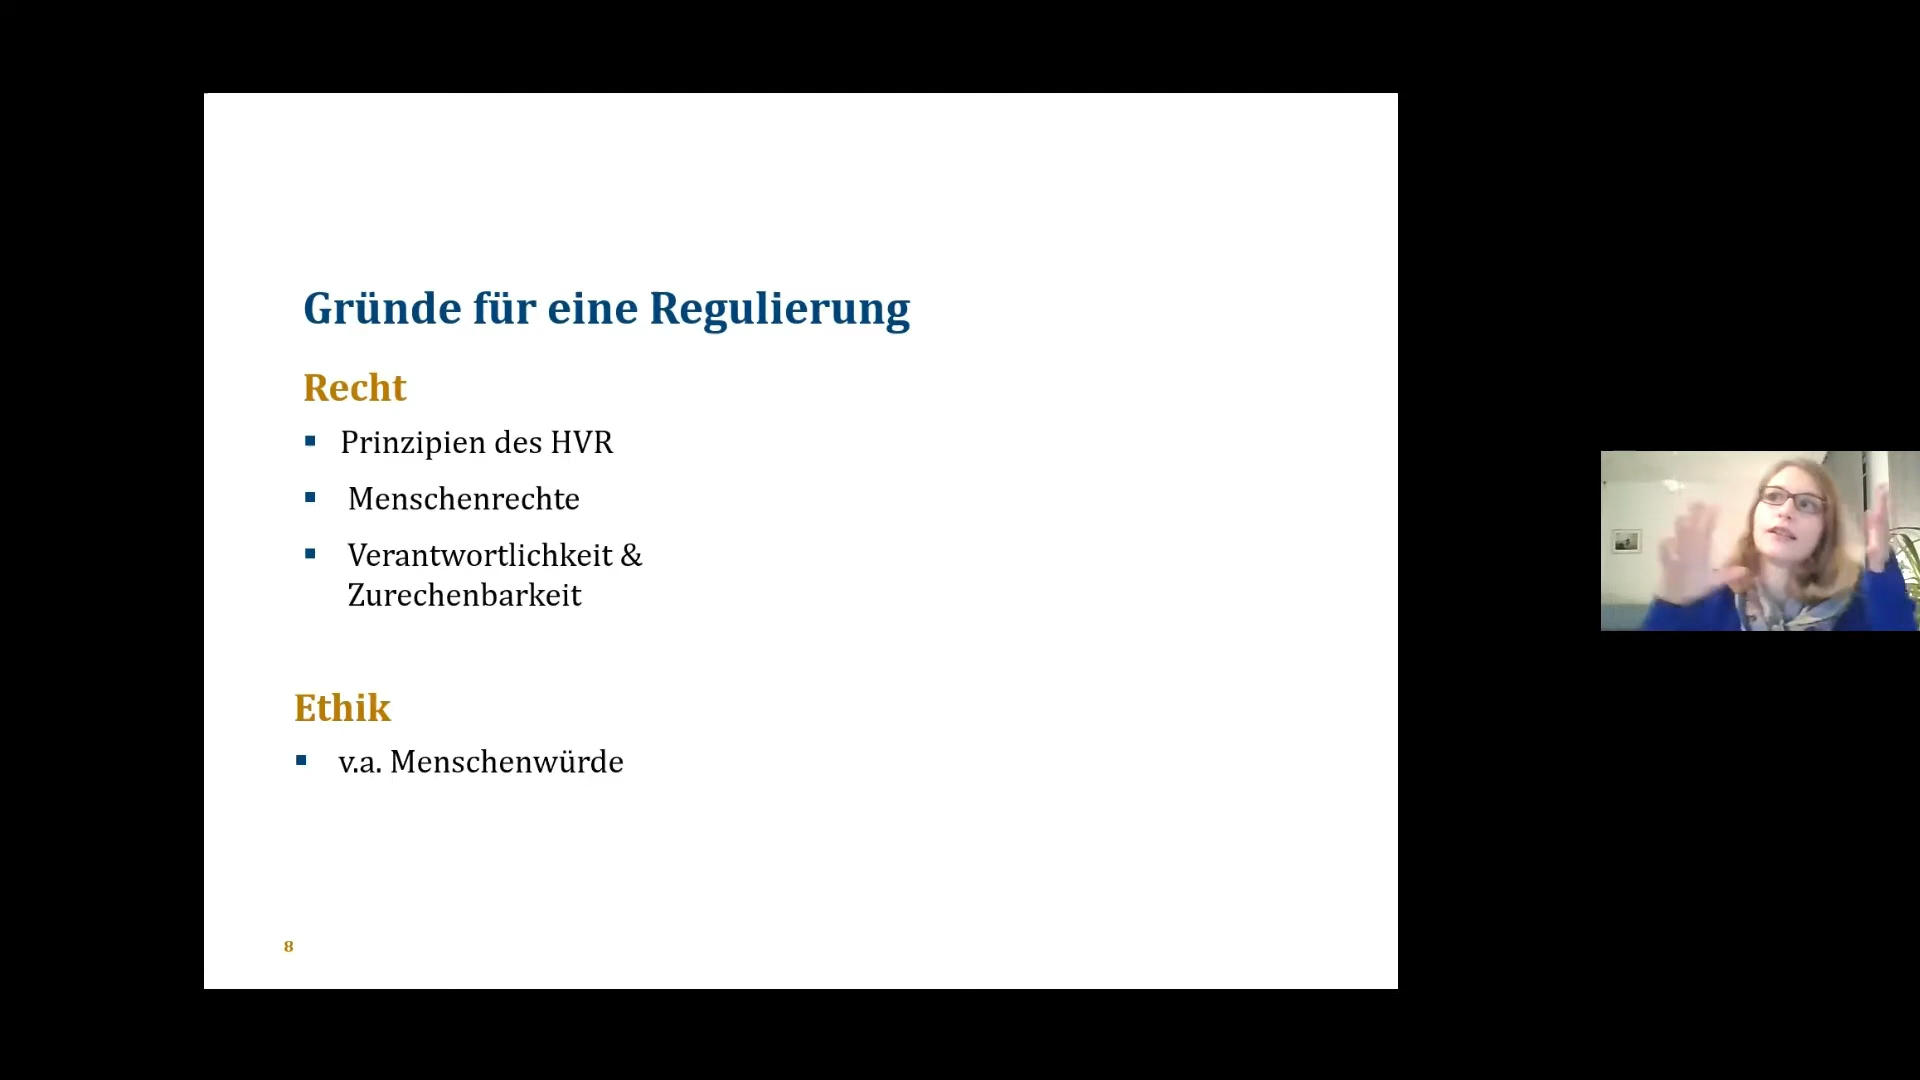 Gründe für eine Regulierung
Recht
▪ Prinzipien des HVR
▪ Menschenrechte
▪ Verantwortlichkeit &
Zurechenbarkeit
Ethik
▪ v.a. Menschenwürde
8